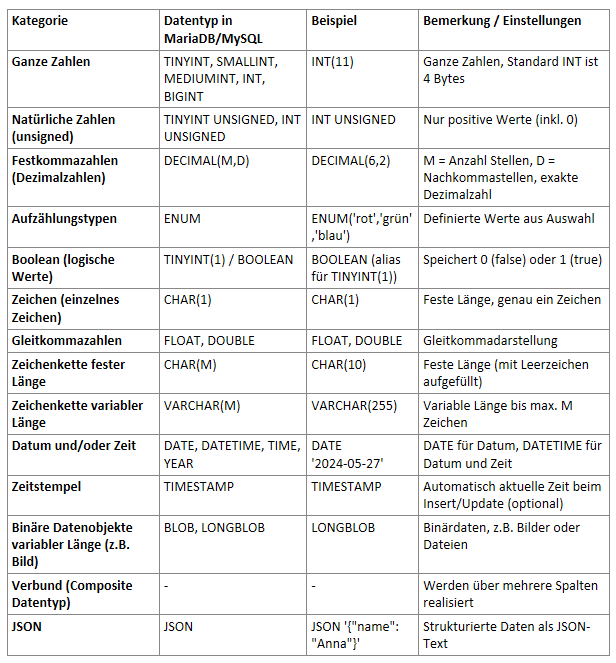 Kategorie
Datentyp in
MariaDB/MySQL
Beispiel
Bemerkung / Einstellungen
Ganze Zahlen
TINYINT, SMALLINT,
MEDIUMINT, INT,
BIGINT
INT(11)
Ganze Zahlen, Standard INT ist
4 Bytes
Natürliche Zahlen
(unsigned)
TINYINT UNSIGNED, INT
UNSIGNED
INT UNSIGNED
Nur positive Werte (inkl. 0)
Festkommazahlen
(Dezimalzahlen)
DECIMAL(M,D)
DECIMAL(6,2)
M = Anzahl Stellen, D =
Nachkommastellen, exakte
Dezimalzahl
Aufzählungstypen
ENUM
ENUM('rot','grün'
,'blau')
Definierte Werte aus Auswahl
Boolean (logische
Werte)
TINYINT(1) / BOOLEAN
BOOLEAN (alias
für TINYINT(1))
Speichert 0 (false) oder 1 (true)
Zeichen (einzelnes
Zeichen)
CHAR(1)
CHAR(1)
Feste Länge, genau ein Zeichen
Gleitkommazahlen
FLOAT, DOUBLE
FLOAT, DOUBLE
Gleitkommadarstellung
Zeichenkette fester
Länge
CHAR(M)
CHAR(10)
Feste Länge (mit Leerzeichen
aufgefüllt)
Zeichenkette variabler
Länge
VARCHAR(M)
VARCHAR(255)
Variable Länge bis max. M
Zeichen
Datum und/oder Zeit
DATE, DATETIME, TIME,
YEAR
DATE
'2024-05-27'
DATE für Datum, DATETIME für
Datum und Zeit
Zeitstempel
TIMESTAMP
TIMESTAMP
Automatisch aktuelle Zeit beim
Insert/Update (optional)
Binäre Datenobjekte
variabler Länge (z.B.
Bild)
BLOB, LONGBLOB
LONGBLOB
Binärdaten, z.B. Bilder oder
Dateien
Verbund (Composite
Datentyp)
-
-
Werden über mehrere Spalten
realisiert
JSON
JSON
JSON '{"name":
"Anna"}'
Strukturierte Daten als JSON-
Text